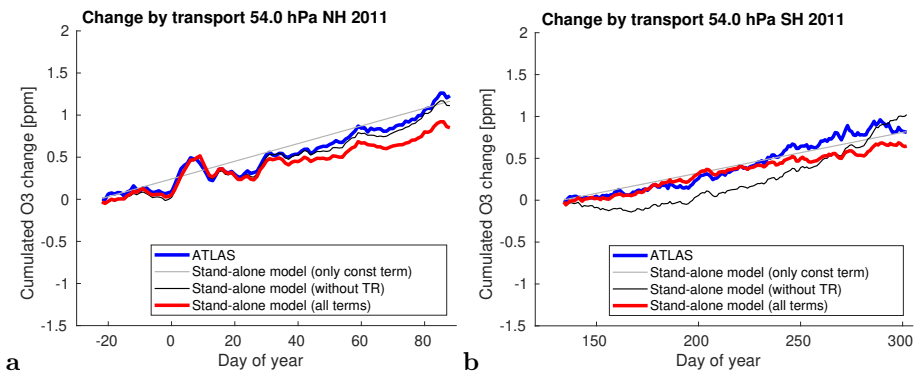 Change by transport 54.0 hPa NH 2011
Cumulated O3 change [ppm]
2
1.5
1
0.5
0
-0.5
-1
-1.5
-20
0
20
40
60
80
Day of year
ATLAS
Stand-alone model (only const term)
Stand-alone model (without TR)
Stand-alone model (all terms)
a
Change by transport 54.0 hPa SH 2011
Cumulated O3 change [ppm]
2
1.5
1
0.5
0
-0.5
-1
-1.5
150
200
250
300
Day of year
ATLAS
Stand-alone model (only const term)
Stand-alone model (without TR)
Stand-alone model (all terms)
b